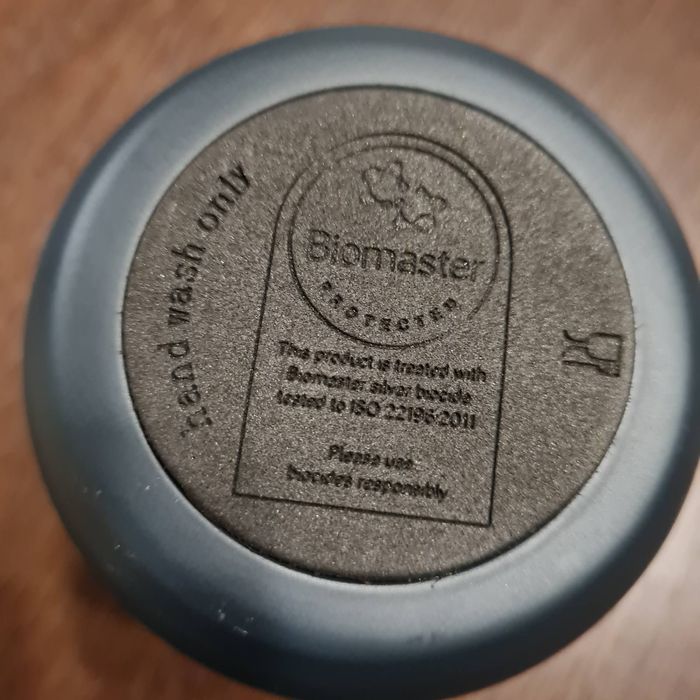 hand wash only
Biomaster
PROTECTED
This product is treated with
Biomaster silver biocide
tested to ISO 22196:2011
Please use
biocides responsibly